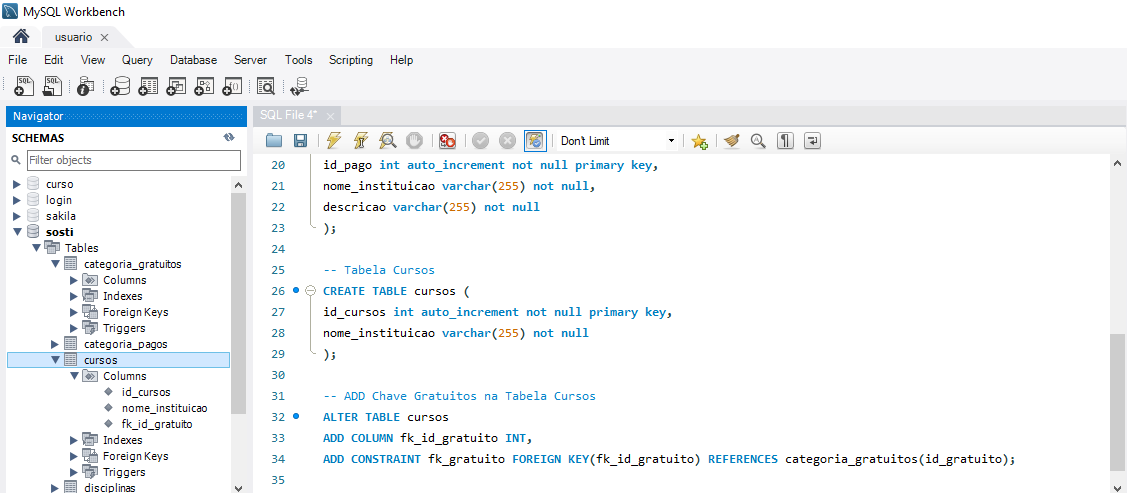 MySQL Workbench
usuario
File Edit View Query Database Server Tools Scripting Help
Navigator
SCHEMAS
Filter objects
curso
login
sakila
sosti
Tables
categoria_gratuitos
Columns
Indexes
Foreign Keys
Triggers
categoria_pagos
cursos
Columns
id_cursos
nome_instituicao
fk_id_gratuito
Indexes
Foreign Keys
Triggers
disciplinas
SQL File 4*
Don't Limit
20 id_pago int auto_increment not null primary key,
21 nome_instituicao varchar(255) not null,
22 descricao varchar(255) not null
23 );
24
25 -- Tabela Cursos
26 CREATE TABLE cursos (
27 id_cursos int auto_increment not null primary key,
28 nome_instituicao varchar(255) not null
29 );
30
31 -- ADD Chave Gratuitos na Tabela Cursos
32 ALTER TABLE cursos
33 ADD COLUMN fk_id_gratuito INT,
34 ADD CONSTRAINT fk_gratuito FOREIGN KEY(fk_id_gratuito) REFERENCES categoria_gratuitos(id_gratuito);
35